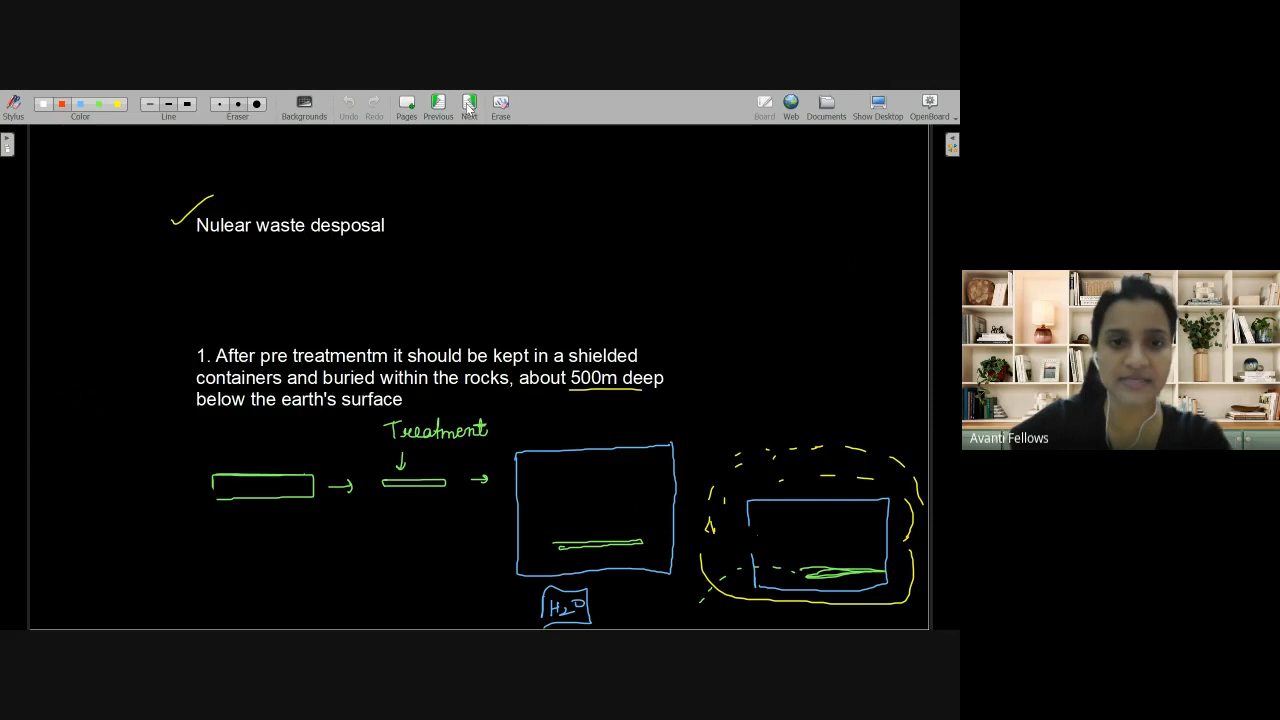 Stylus
Color
Line
Eraser
Backgrounds
Undo
Redo
Pages
Previous
Next
Erase
Board
Web
Documents
Show Desktop
OpenBoard
Nulear waste desposal
1. After pre treatmentm it should be kept in a shielded
containers and buried within the rocks, about 500m deep
below the earth's surface
Treatment
H₂O
Avanti Fellows